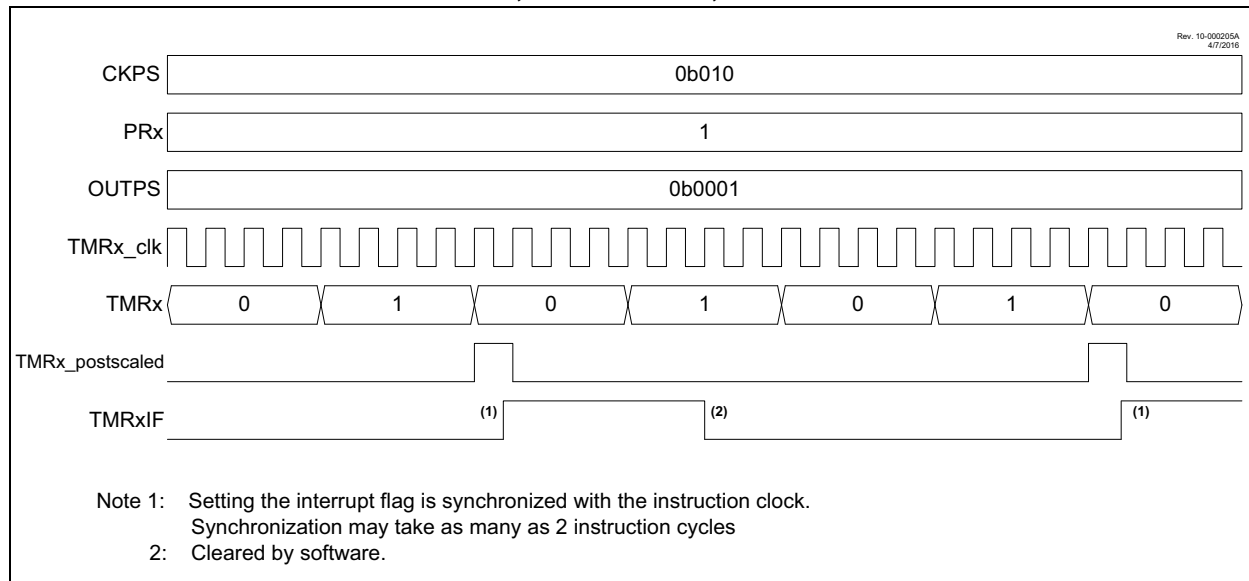 Rev. 10-000205A
4/7/2016
CKPS 0b010
PRx 1
OUTPS 0b0001
TMRx_clk
TMRx 0 1 0 1 0 1 0
TMRx_postscaled
TMRxIF (1) (2) (1)
Note 1: Setting the interrupt flag is synchronized with the instruction clock.
Synchronization may take as many as 2 instruction cycles
2: Cleared by software.